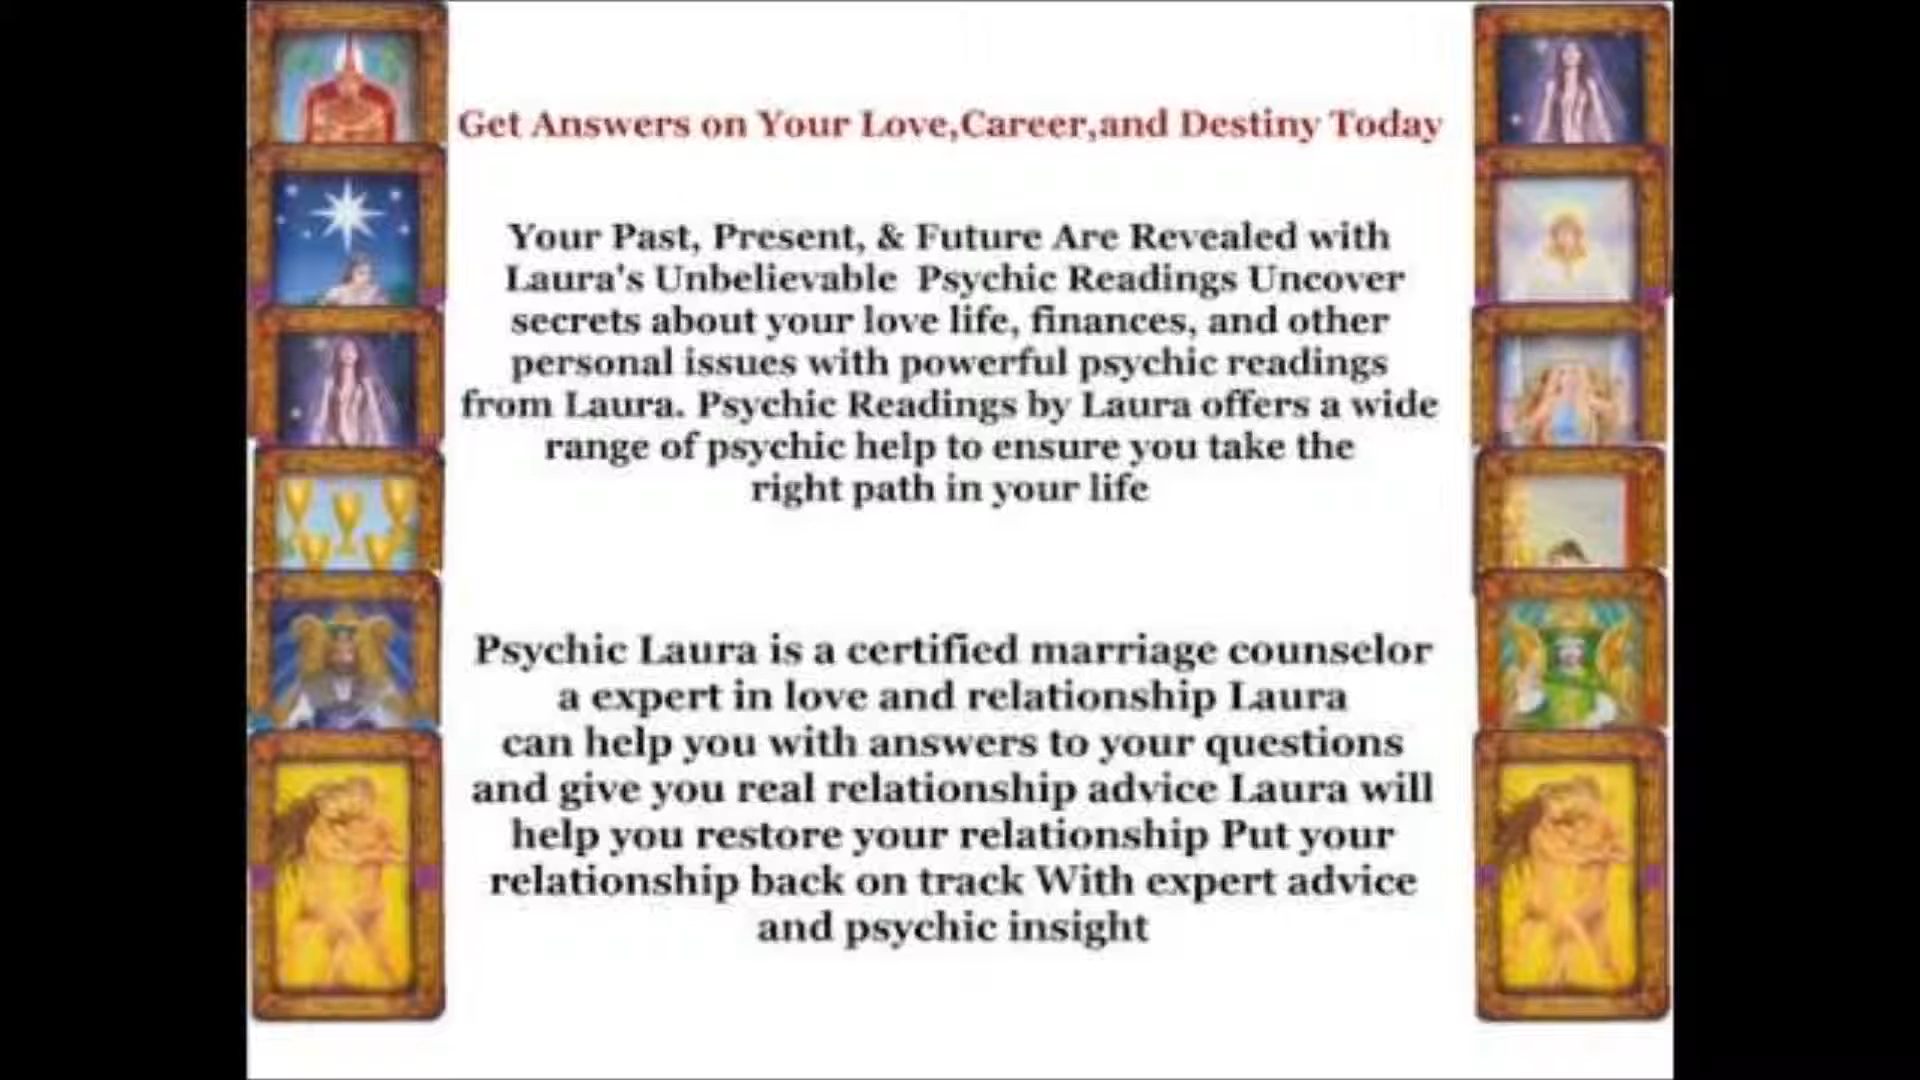 Get Answers on Your Love,Career,and Destiny Today
Your Past, Present, & Future Are Revealed with
Laura's Unbelievable Psychic Readings Uncover
secrets about your love life, finances, and other
personal issues with powerful psychic readings
from Laura. Psychic Readings by Laura offers a wide
range of psychic help to ensure you take the
right path in your life
Psychic Laura is a certified marriage counselor
a expert in love and relationship Laura
can help you with answers to your questions
and give you real relationship advice Laura will
help you restore your relationship Put your
relationship back on track With expert advice
and psychic insight